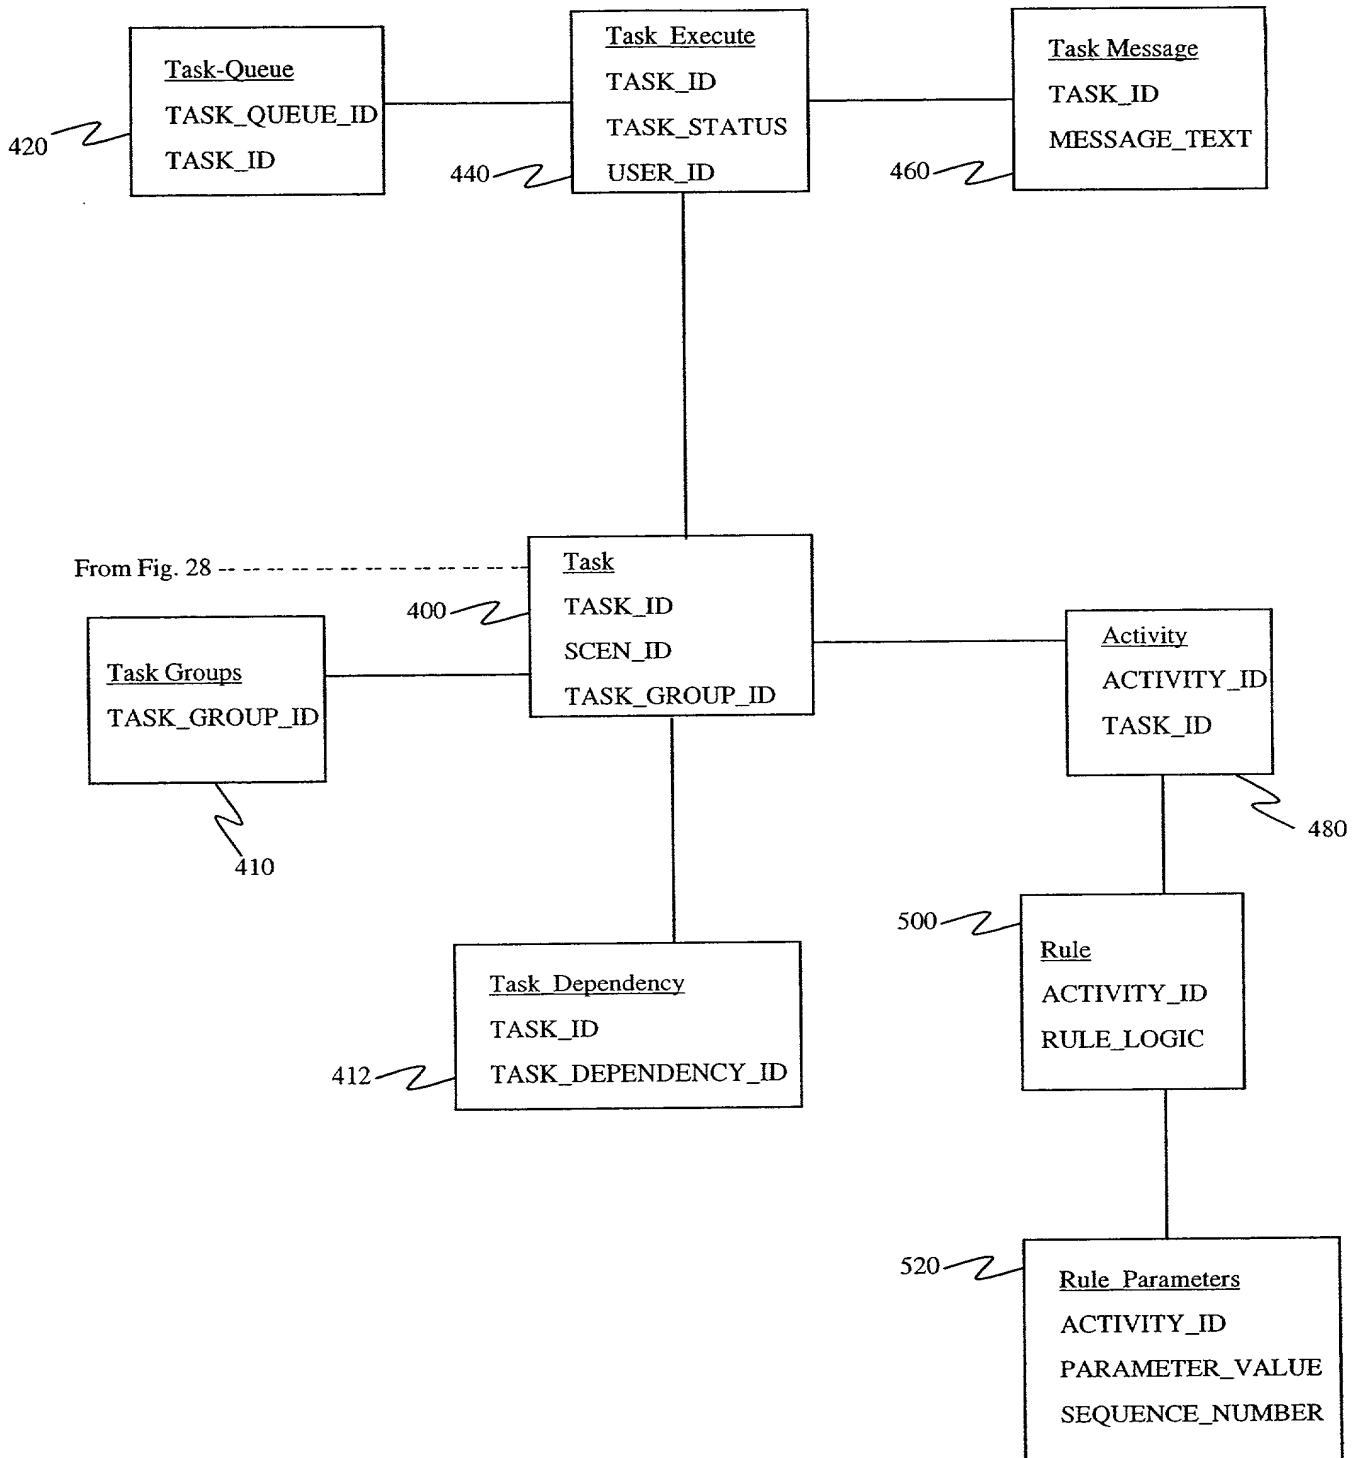 Task-Queue
TASK_QUEUE_ID
TASK_ID
420
Task_Execute
TASK_ID
TASK_STATUS
USER_ID
440
Task Message
TASK_ID
MESSAGE_TEXT
460
From Fig. 28
Task
TASK_ID
SCEN_ID
TASK_GROUP_ID
400
Task Groups
TASK_GROUP_ID
410
Activity
ACTIVITY_ID
TASK_ID
480
Task_Dependency
TASK_ID
TASK_DEPENDENCY_ID
412
500
Rule
ACTIVITY_ID
RULE_LOGIC
520
Rule_Parameters
ACTIVITY_ID
PARAMETER_VALUE
SEQUENCE_NUMBER